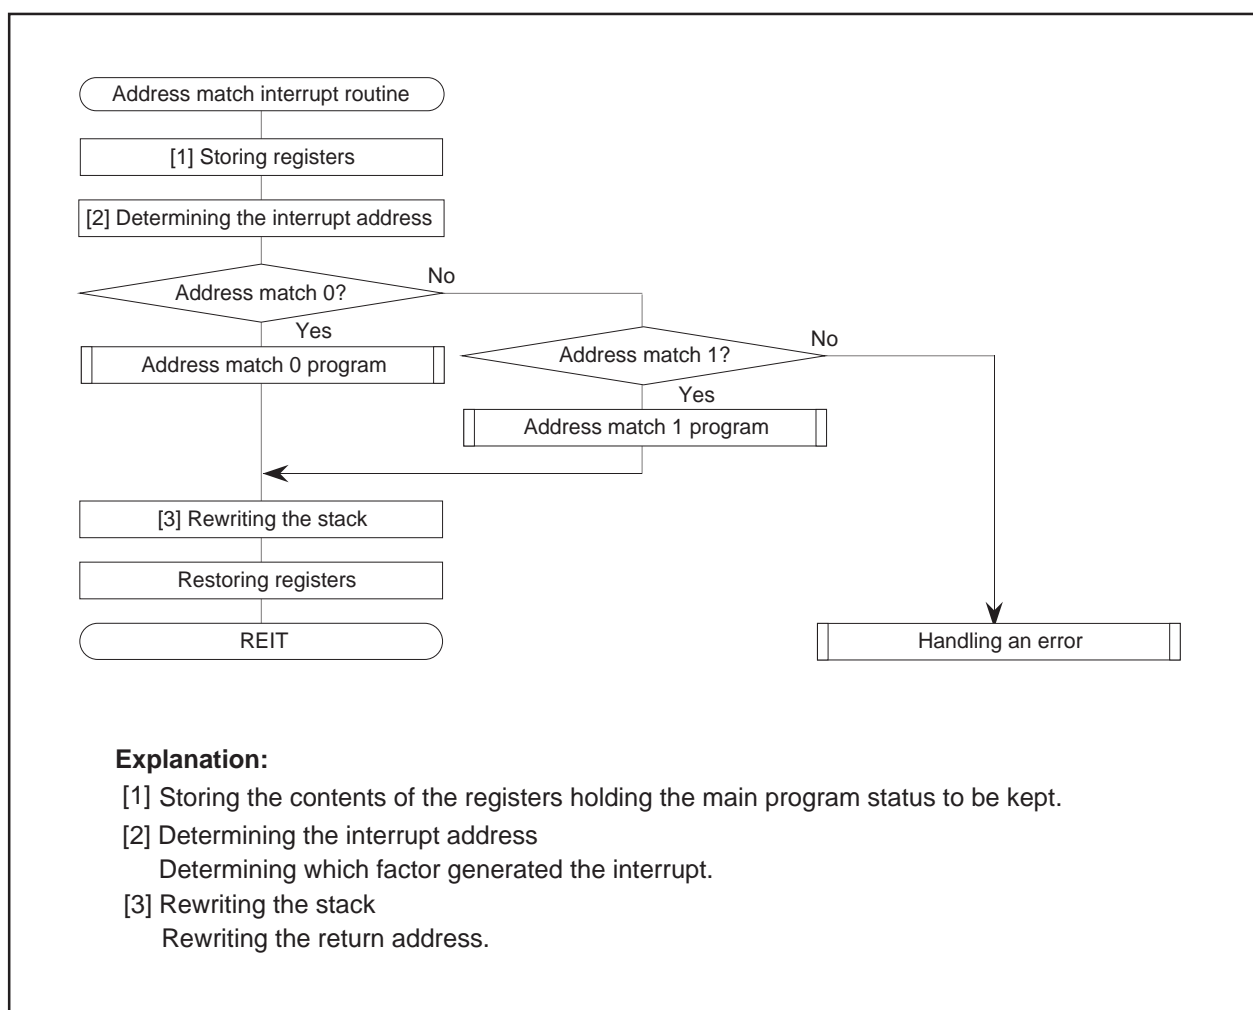 Address match interrupt routine
[1] Storing registers
[2] Determining the interrupt address
Address match 0?
No
Yes
Address match 0 program
Address match 1?
No
Yes
Address match 1 program
[3] Rewriting the stack
Restoring registers
REIT
Handling an error
Explanation:
[1] Storing the contents of the registers holding the main program status to be kept.
[2] Determining the interrupt address
Determining which factor generated the interrupt.
[3] Rewriting the stack
Rewriting the return address.